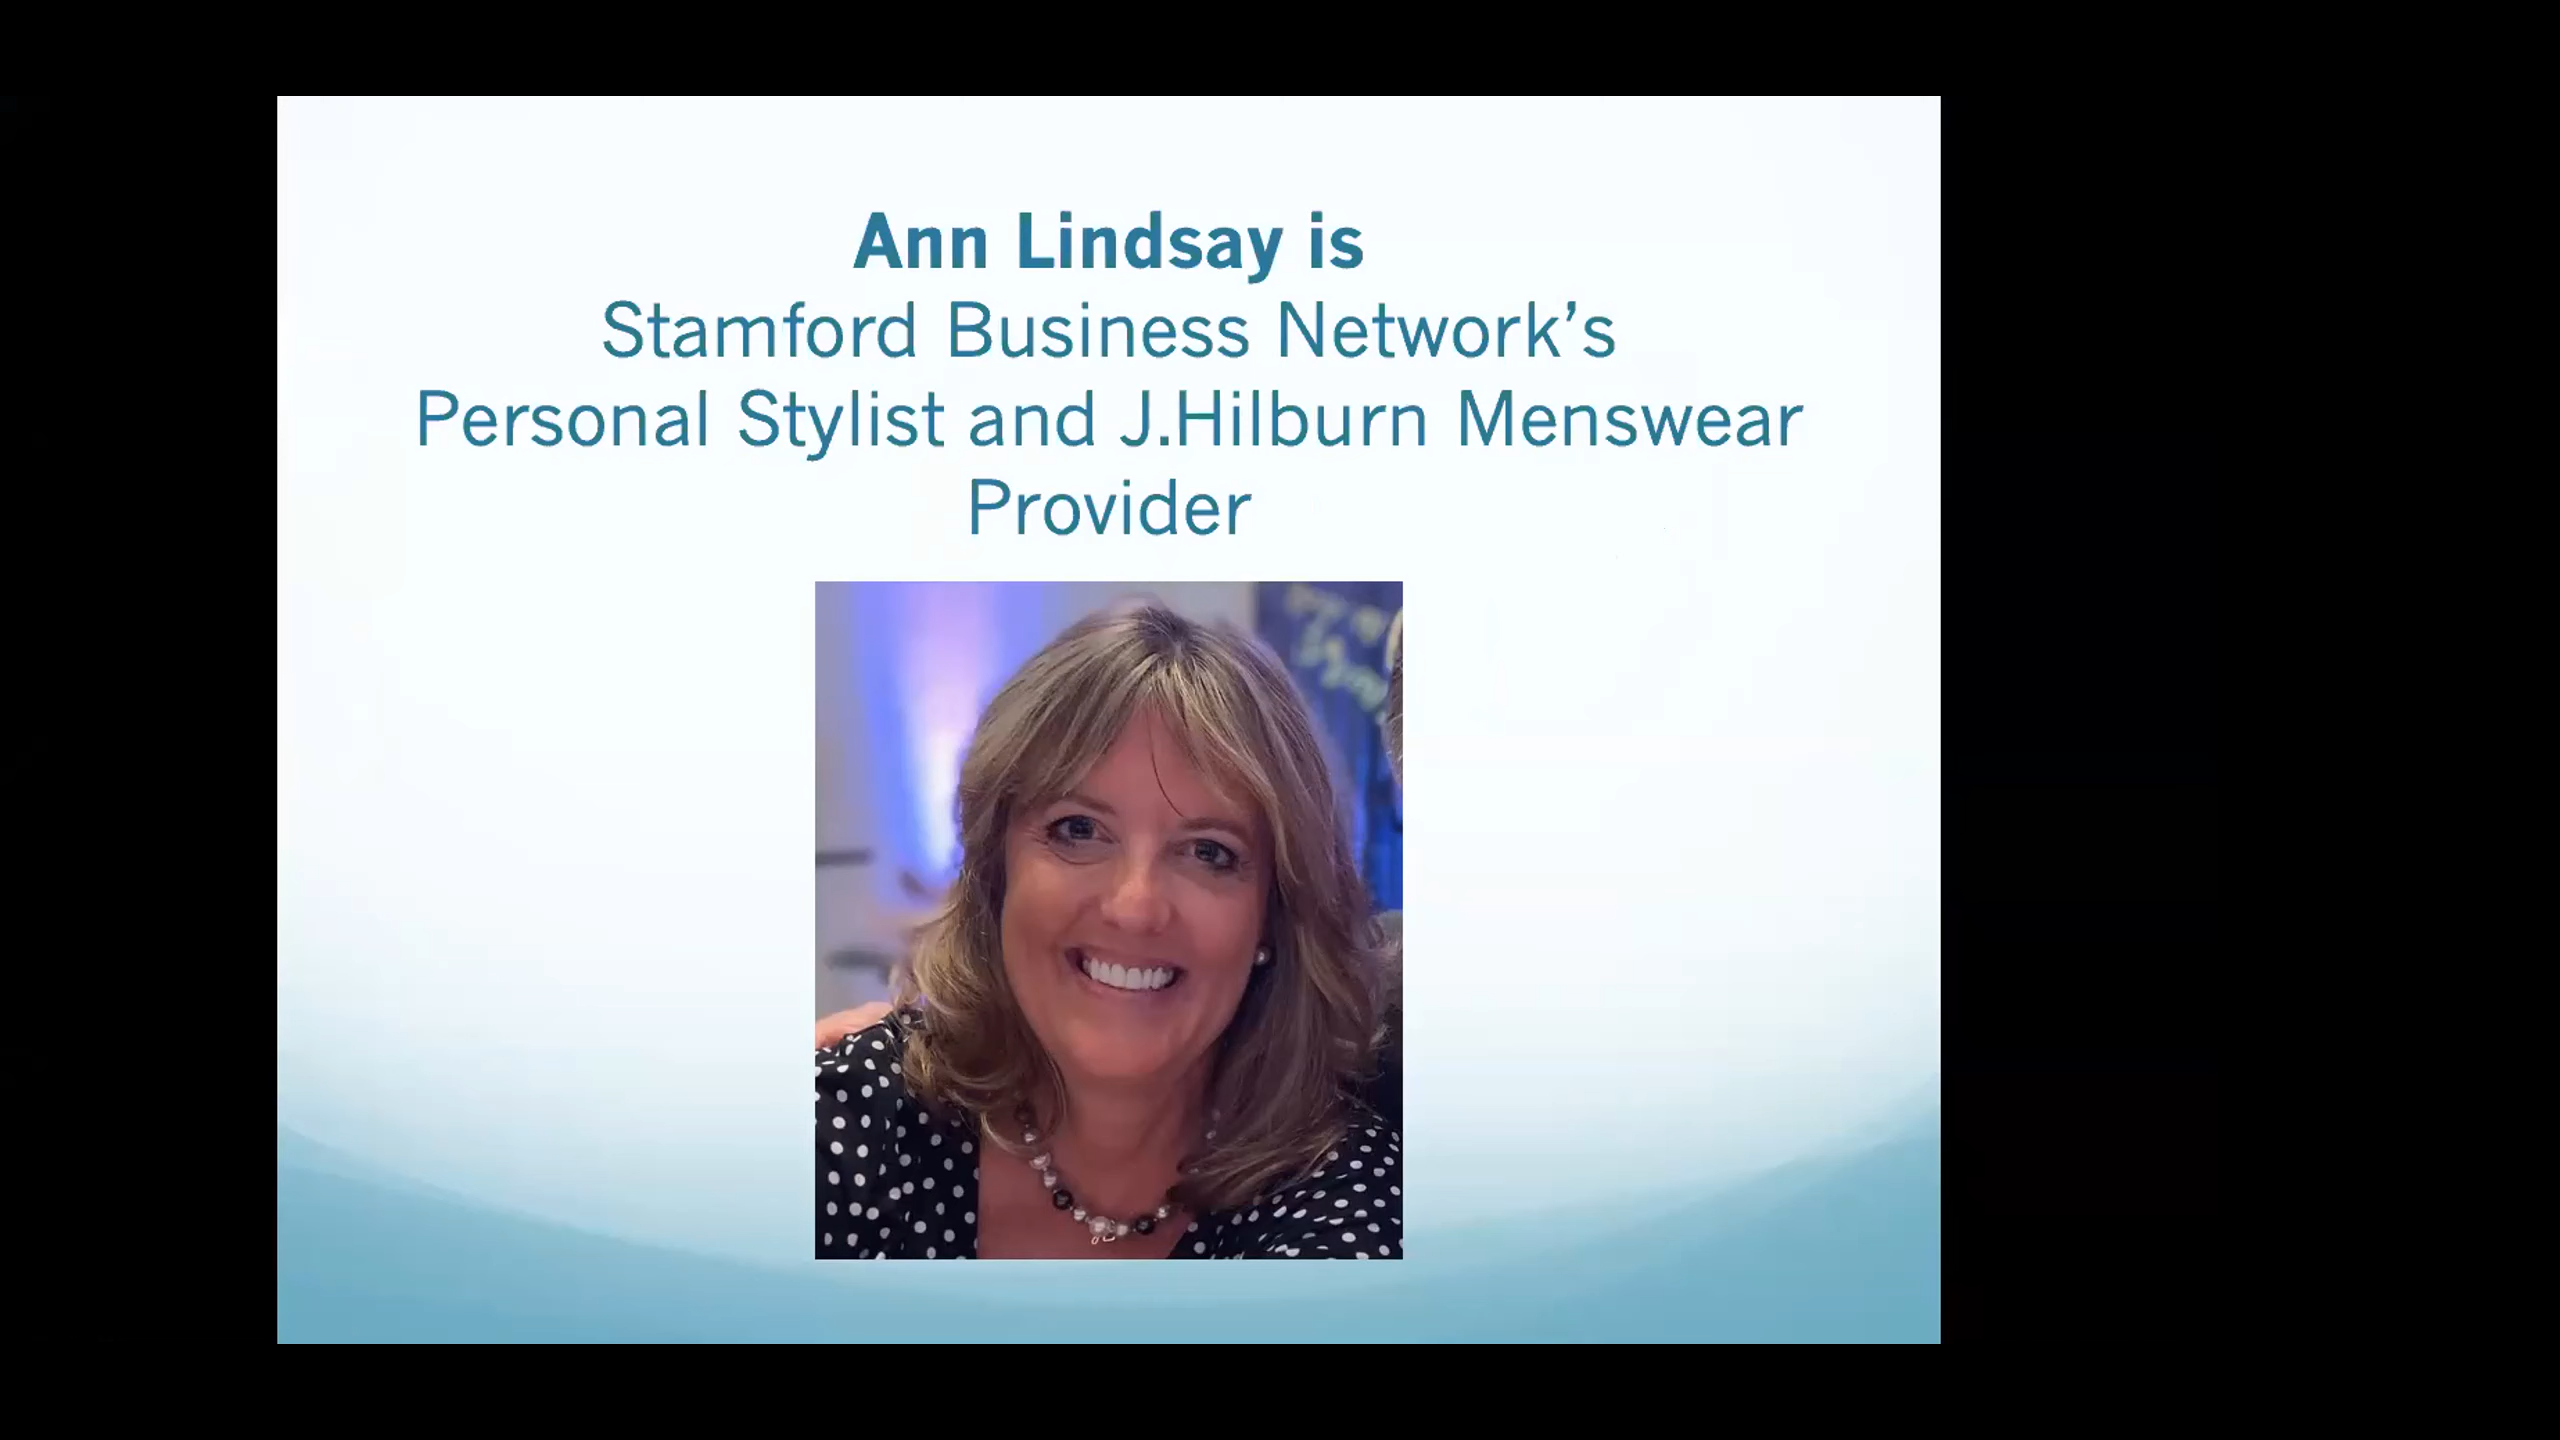 Ann Lindsay is
Stamford Business Network’s
Personal Stylist and J.Hilburn Menswear
Provider